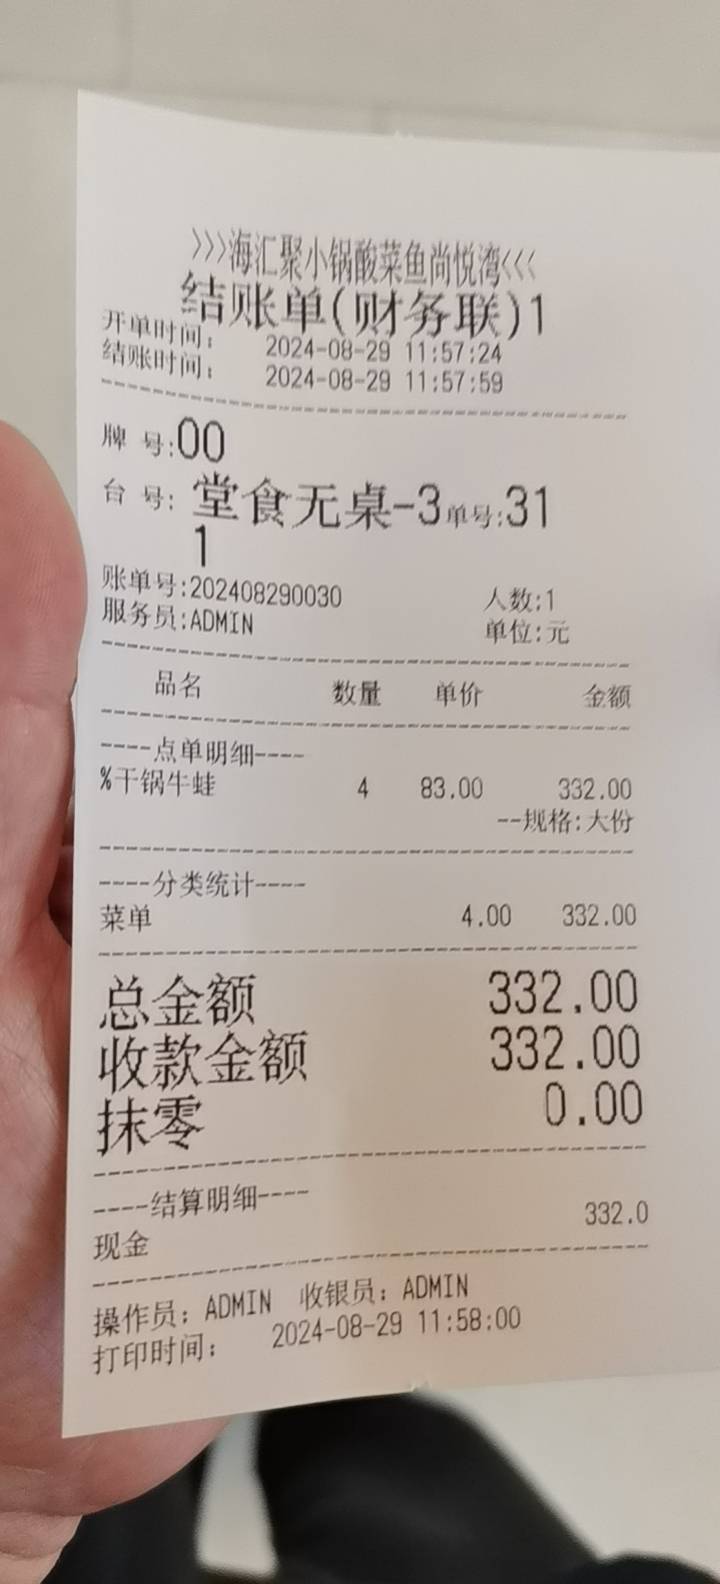 >>>海汇聚小锅酸菜鱼尚悦湾<<<
结账单(财务联)1
开单时间: 2024-08-29 11:57:24
结账时间: 2024-08-29 11:57:59
牌 号:00
台 号: 堂食无桌-3 单号:31
1
账单号:202408290030 人数:1
服务员:ADMIN 单位:元
品名 数量 单价 金额
----点单明细----
%干锅牛蛙 4 83.00 332.00
--规格:大份
----分类统计----
菜单 4.00 332.00
总金额 332.00
收款金额 332.00
抹零 0.00
----结算明细----
现金 332.0
操作员: ADMIN 收银员: ADMIN
打印时间: 2024-08-29 11:58:00